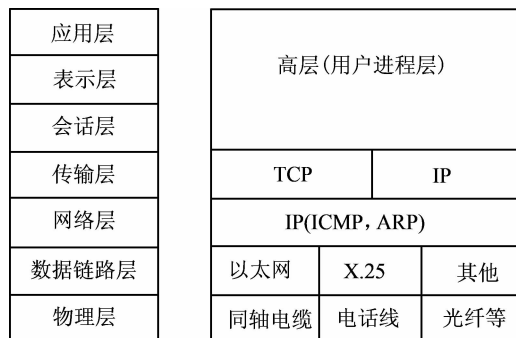 应用层
表示层
会话层
传输层
网络层
数据链路层
物理层
高层(用户进程层)
TCP IP
IP(ICMP，ARP)
以太网 X.25 其他
同轴电缆 电话线 光纤等